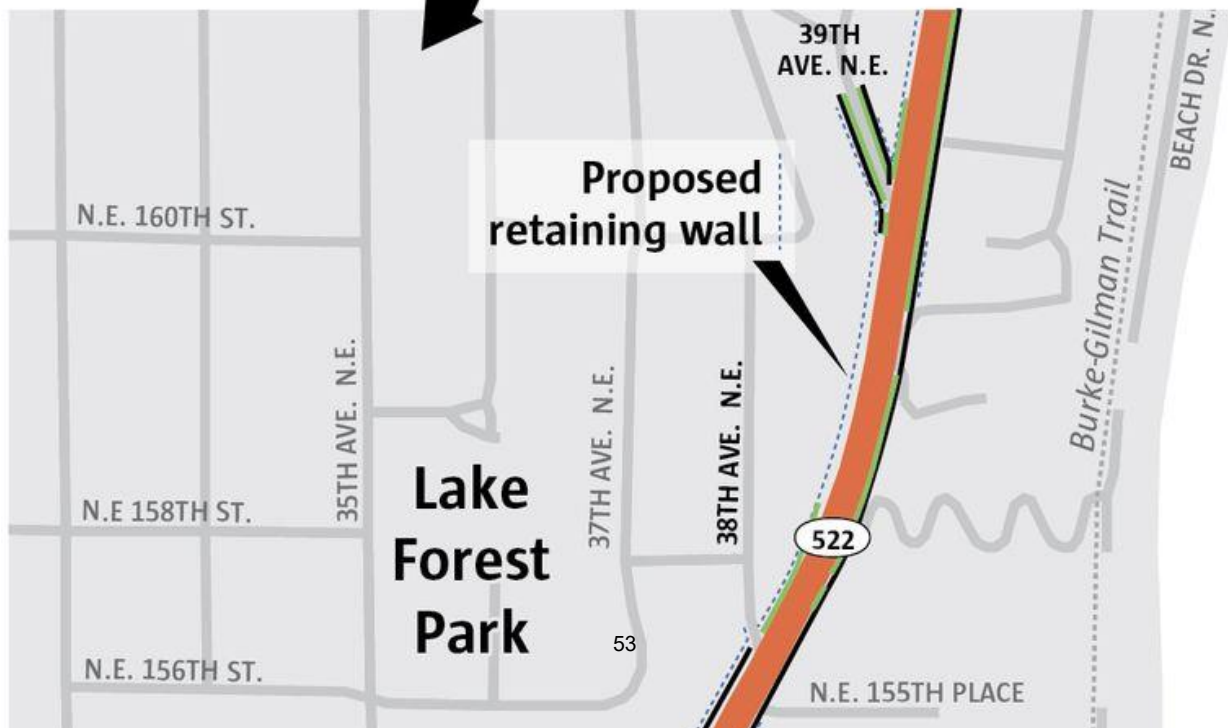 39TH
AVE. N.E.
BEACH DR. N.
Proposed
retaining wall
N.E. 160TH ST.
Burke-Gilman Trail
35TH AVE. N.E.
37TH AVE. N.E.
38TH AVE. N.E.
Lake
Forest
Park
N.E 158TH ST.
522
53
N.E. 156TH ST.
N.E. 155TH PLACE